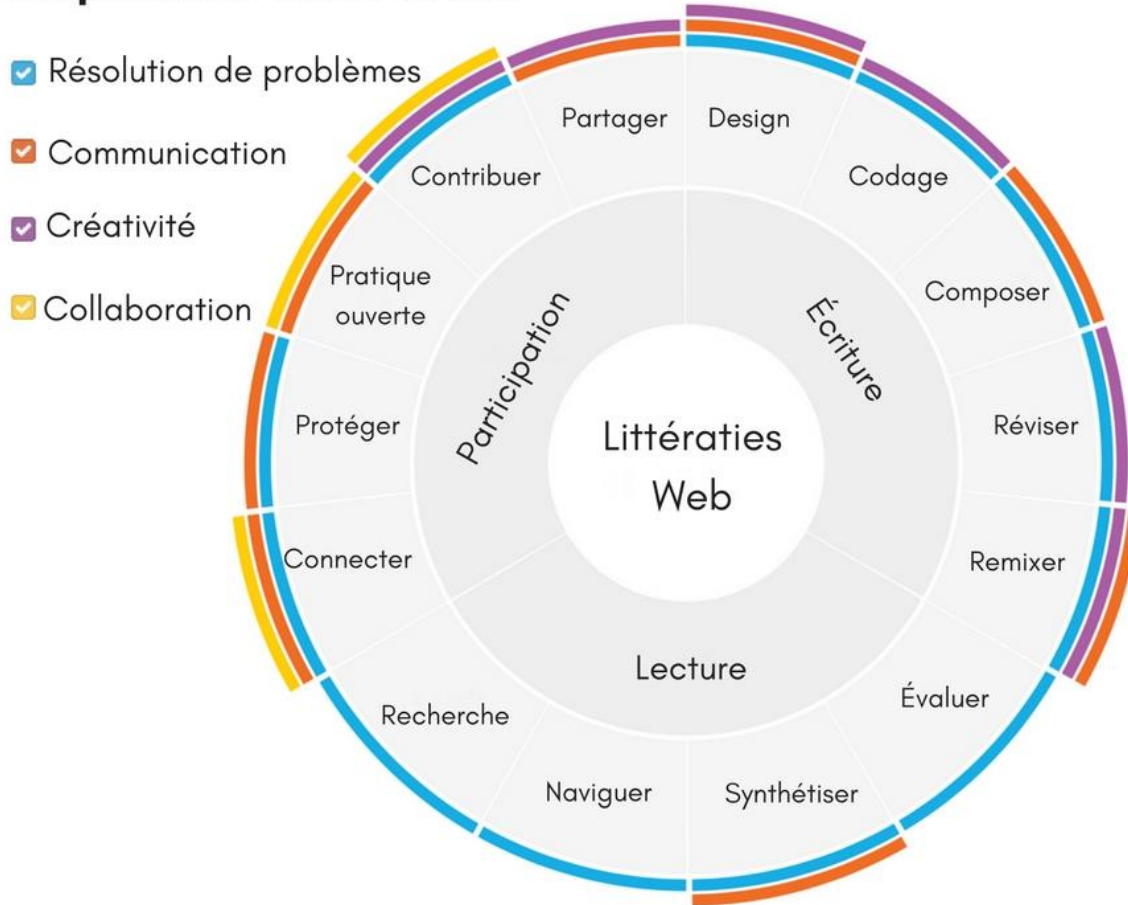 Résolution de problèmes
Communication
Créativité
Collaboration
Partager
Design
Contribuer
Codage
Pratique
ouverte
Composer
Participation
Écriture
Protéger
Réviser
Littératies
Web
Connecter
Remixer
Lecture
Recherche
Évaluer
Naviguer
Synthétiser